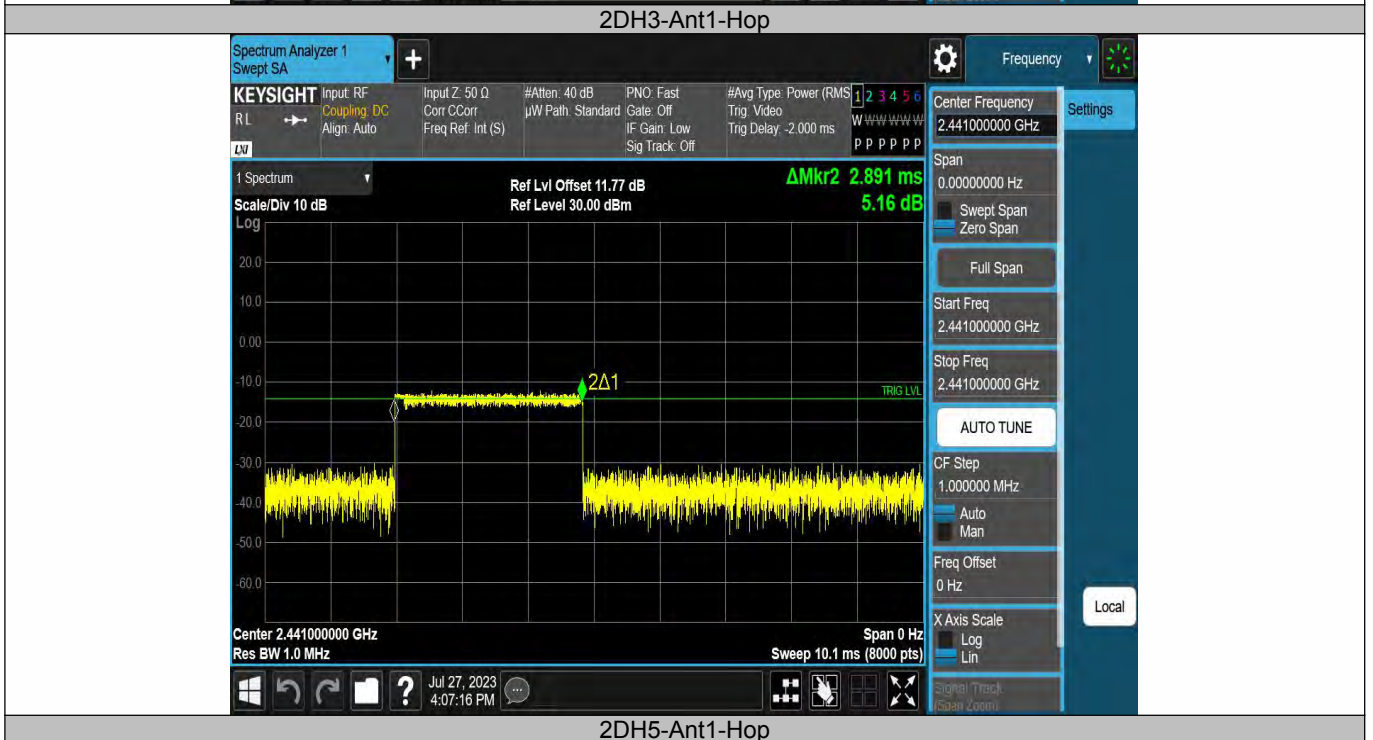 2DH3-Ant1-Hop
Spectrum Analyzer 1
Swept SA
+
Frequency
KEYSIGHT
RL
LXI
Input: RF
Coupling: DC
Align: Auto
Input Z: 50 Ω
Corr CCorr
Freq Ref: Int (S)
#Atten: 40 dB
µW Path: Standard
PNO: Fast
Gate: Off
IF Gain: Low
Sig Track: Off
#Avg Type: Power (RMS
Trig: Video
Trig Delay: -2.000 ms
1 2 3 4 5 6
W W W W W W
P P P P P P
Center Frequency
2.441000000 GHz
Settings
Span
0.00000000 Hz
Swept Span
Zero Span
Full Span
Start Freq
2.441000000 GHz
Stop Freq
2.441000000 GHz
AUTO TUNE
CF Step
1.000000 MHz
Auto
Man
Freq Offset
0 Hz
X Axis Scale
Log
Lin
Signal Track
(Span Zoom)
Local
1 Spectrum
Scale/Div 10 dB
Log
Ref Lvl Offset 11.77 dB
Ref Level 30.00 dBm
ΔMkr2 2.891 ms
5.16 dB
20.0
10.0
0.00
-10.0
2Δ1
TRIG LVL
-20.0
-30.0
-40.0
-50.0
-60.0
Center 2.441000000 GHz
Res BW 1.0 MHz
Span 0 Hz
Sweep 10.1 ms (8000 pts)
?
Jul 27, 2023
4:07:16 PM
2DH5-Ant1-Hop